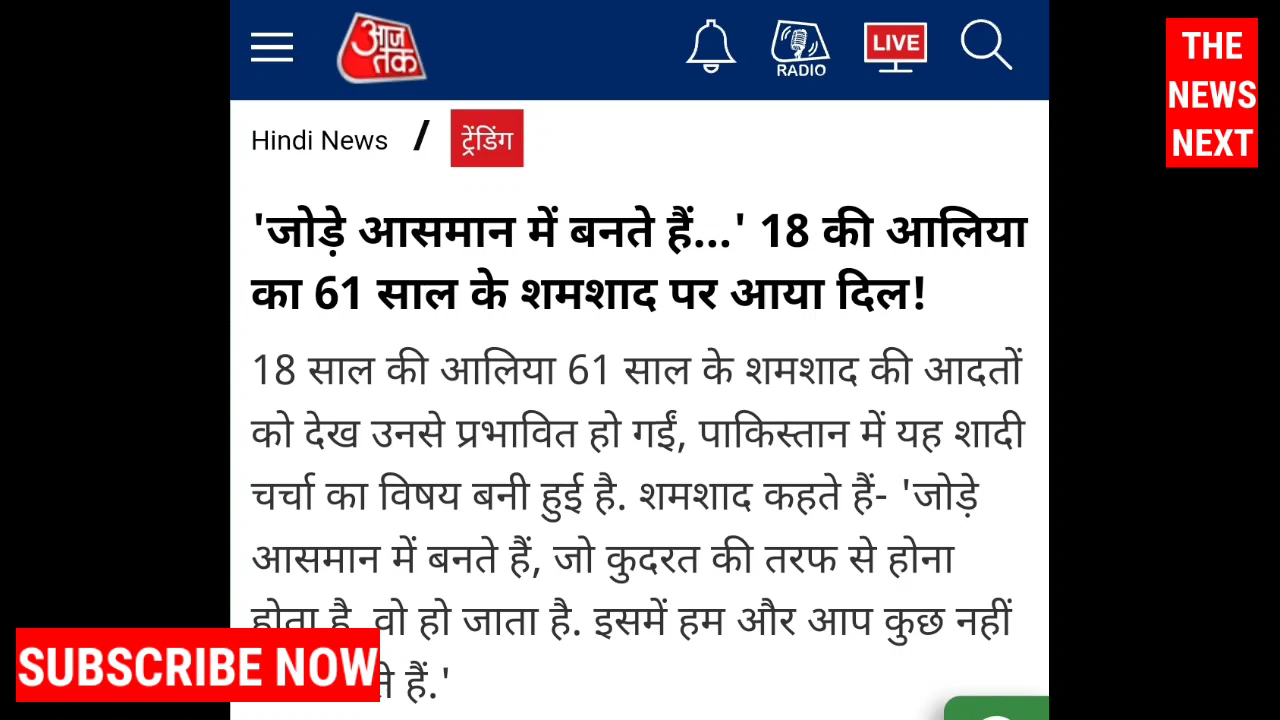 आज
तक
RADIO
LIVE
THE
NEWS
NEXT
Hindi News / ट्रेंडिंग
'जोड़े आसमान में बनते हैं...' 18 की आलिया
का 61 साल के शमशाद पर आया दिल!
18 साल की आलिया 61 साल के शमशाद की आदतों
को देख उनसे प्रभावित हो गईं, पाकिस्तान में यह शादी
चर्चा का विषय बनी हुई है. शमशाद कहते हैं- 'जोड़े
आसमान में बनते हैं, जो कुदरत की तरफ से होना
होता है, वो हो जाता है. इसमें हम और आप कुछ नहीं
हैं.'
SUBSCRIBE NOW